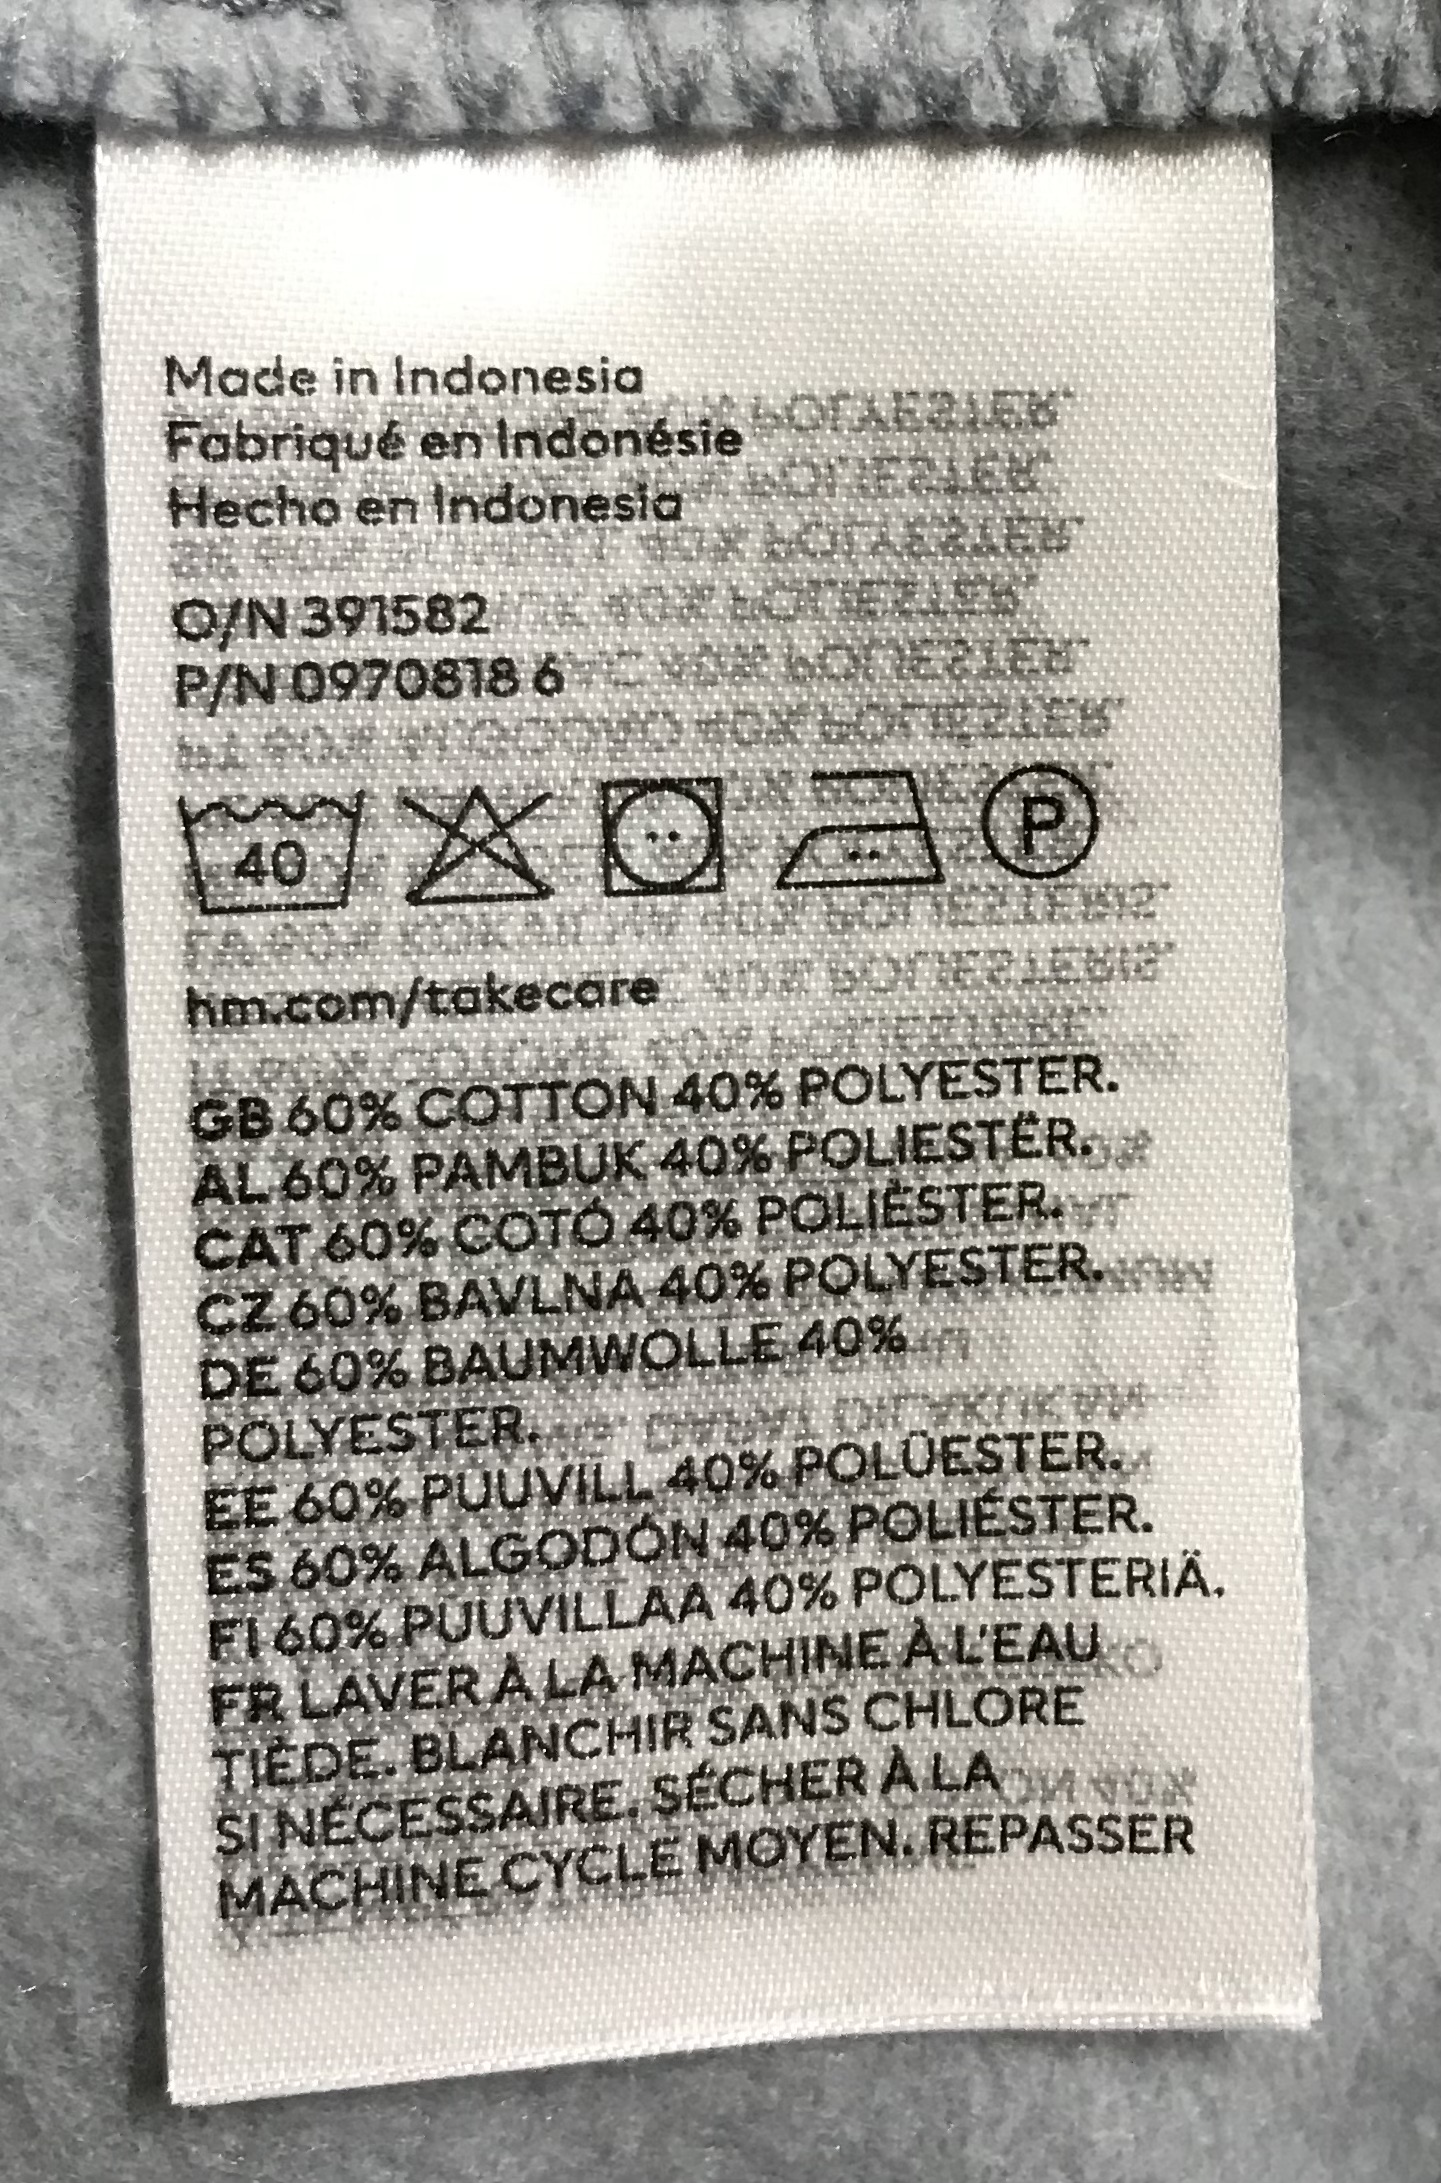 Made in Indonesia
Fabriqué en Indonésie
Hecho en Indonesia
O/N 391582
P/N 0970818 6
40
P
hm.com/takecare
GB 60% COTTON 40% POLYESTER.
AL 60% PAMBUK 40% POLIESTËR.
CAT 60% COTÓ 40% POLIÈSTER.
CZ 60% BAVLNA 40% POLYESTER.
DE 60% BAUMWOLLE 40%
POLYESTER.
EE 60% PUUVILL 40% POLÜESTER.
ES 60% ALGODÓN 40% POLIÉSTER.
FI 60% PUUVILLAA 40% POLYESTERIÄ.
FR LAVER À LA MACHINE À L'EAU
TIÈDE. BLANCHIR SANS CHLORE
SI NÉCESSAIRE. SÉCHER À LA
MACHINE CYCLE MOYEN. REPASSER